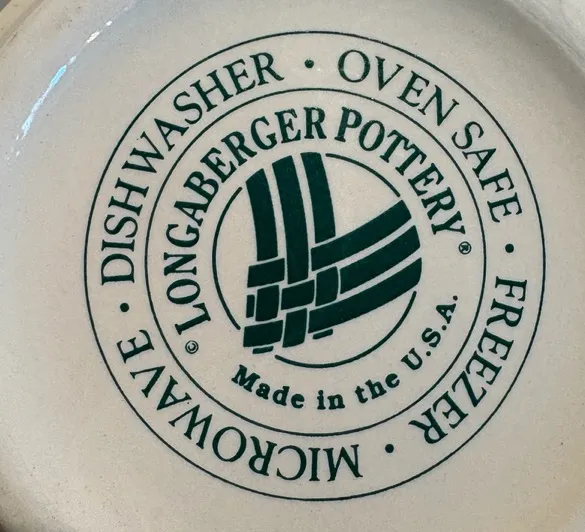 DISHWASHER • OVEN SAFE • FREEZER • MICROWAVE •
© LONGABERGER POTTERY ®
Made in the U.S.A.